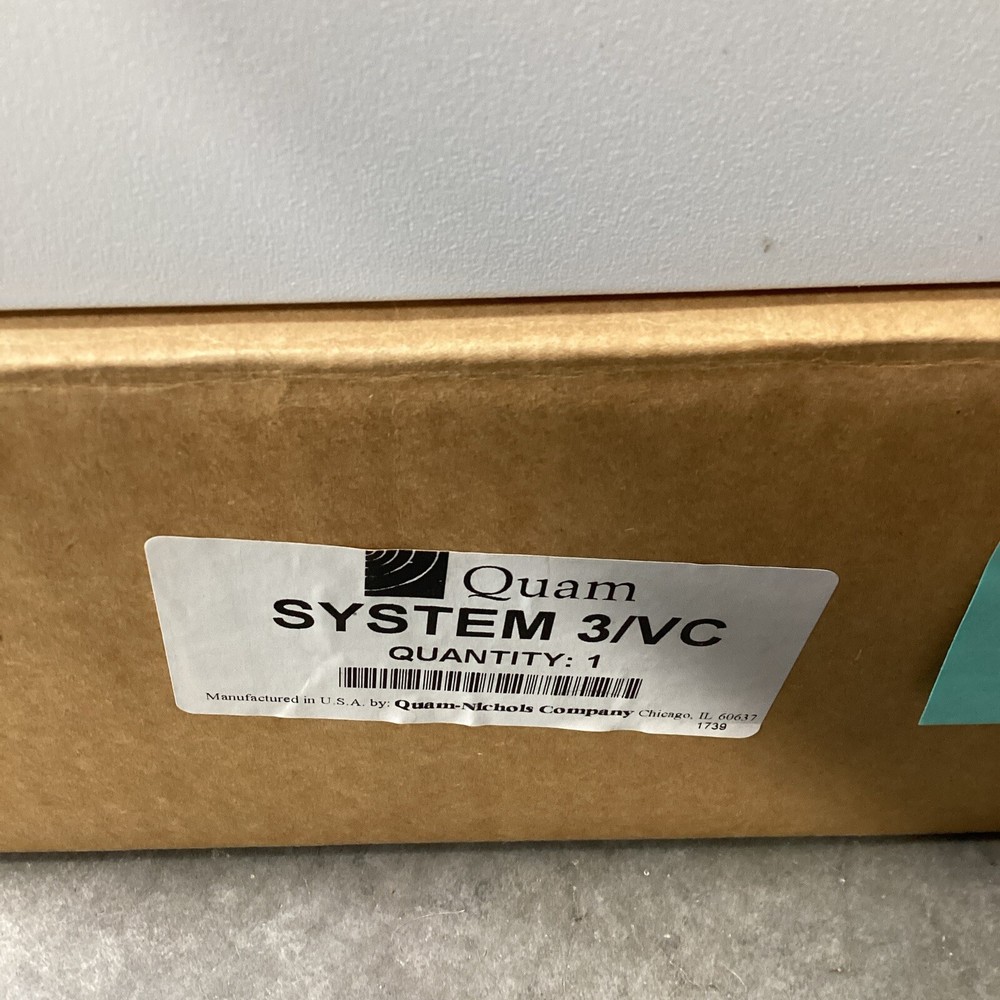 Quam
SYSTEM 3/VC
QUANTITY: 1
Manufactured in U.S.A. by: Quam-Nichols Company Chicago, IL 60637
1739